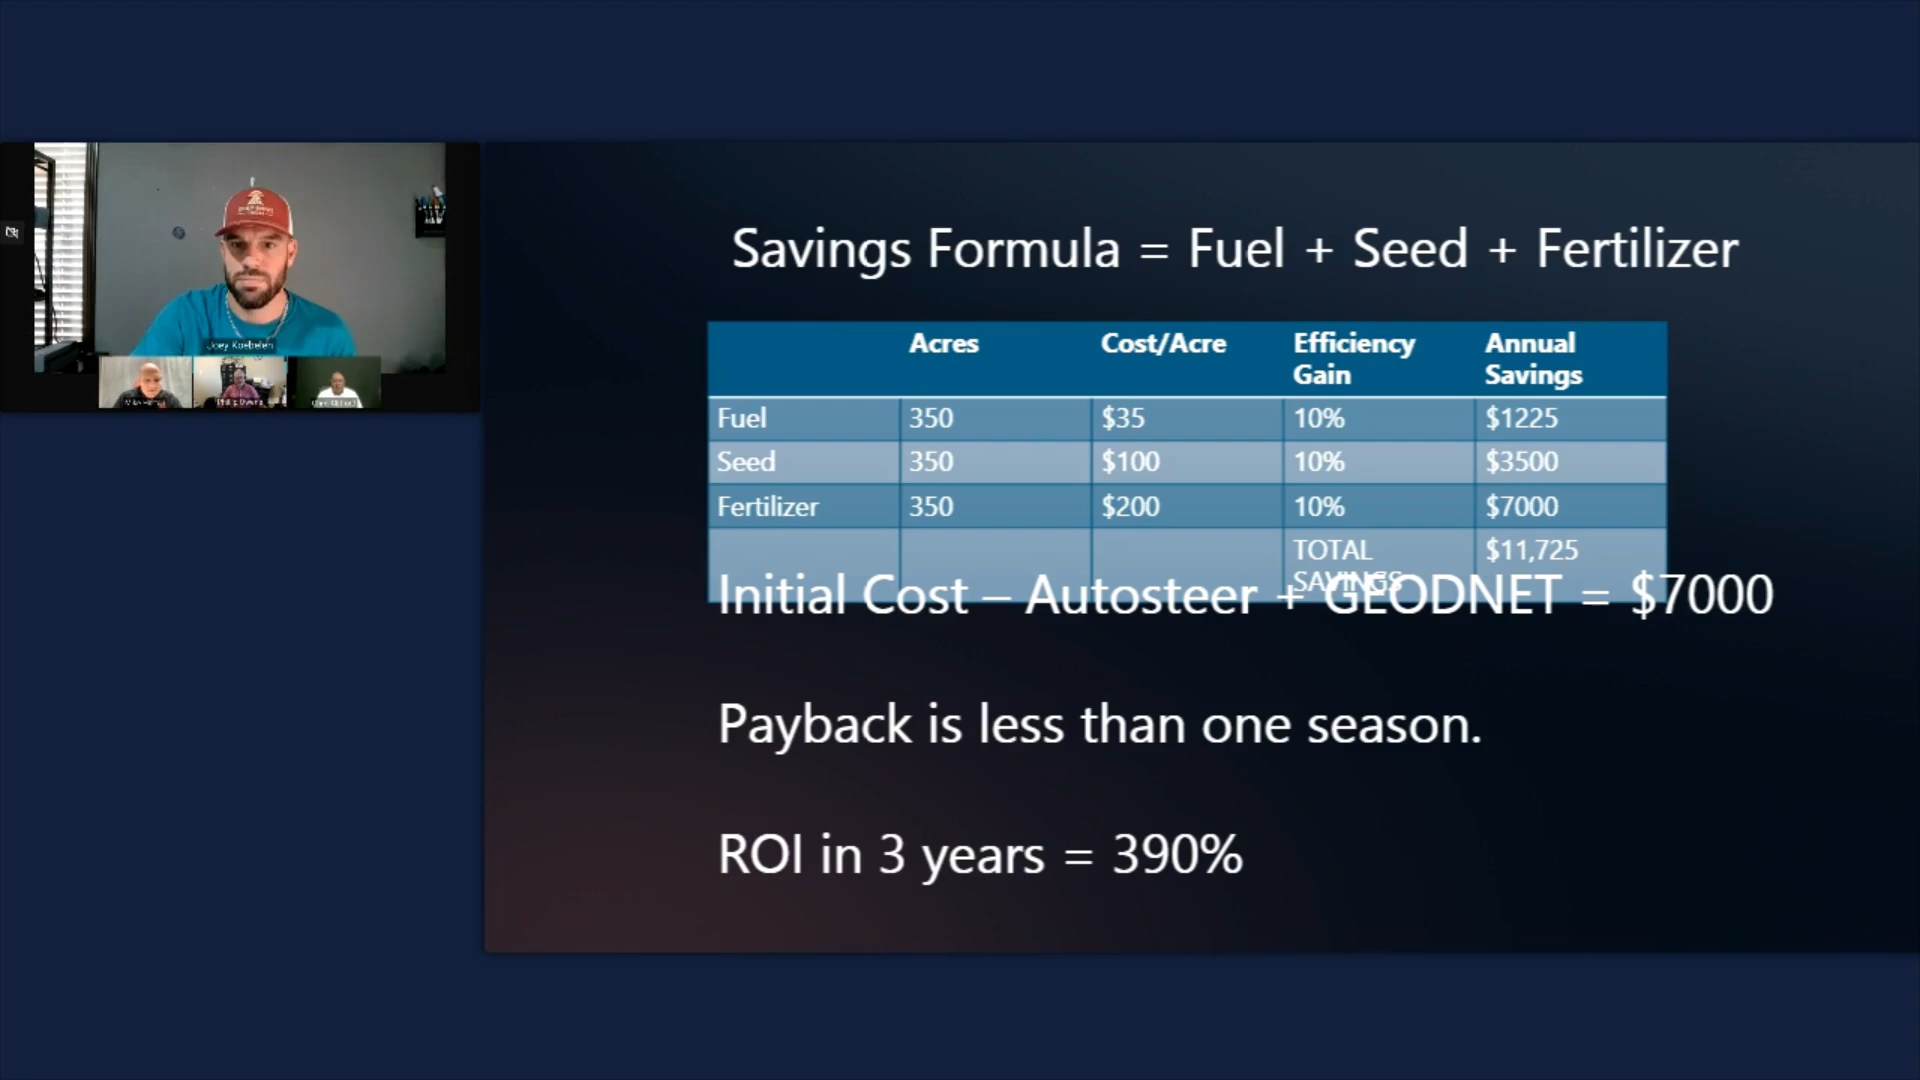 Joey Koebelen
Savings Formula = Fuel + Seed + Fertilizer
Acres Cost/Acre Efficiency Gain Annual Savings
Fuel 350 $35 10% $1225
Seed 350 $100 10% $3500
Fertilizer 350 $200 10% $7000
TOTAL SAVINGS $11,725
Initial Cost – Autosteer + GEODNET = $7000
Payback is less than one season.
ROI in 3 years = 390%